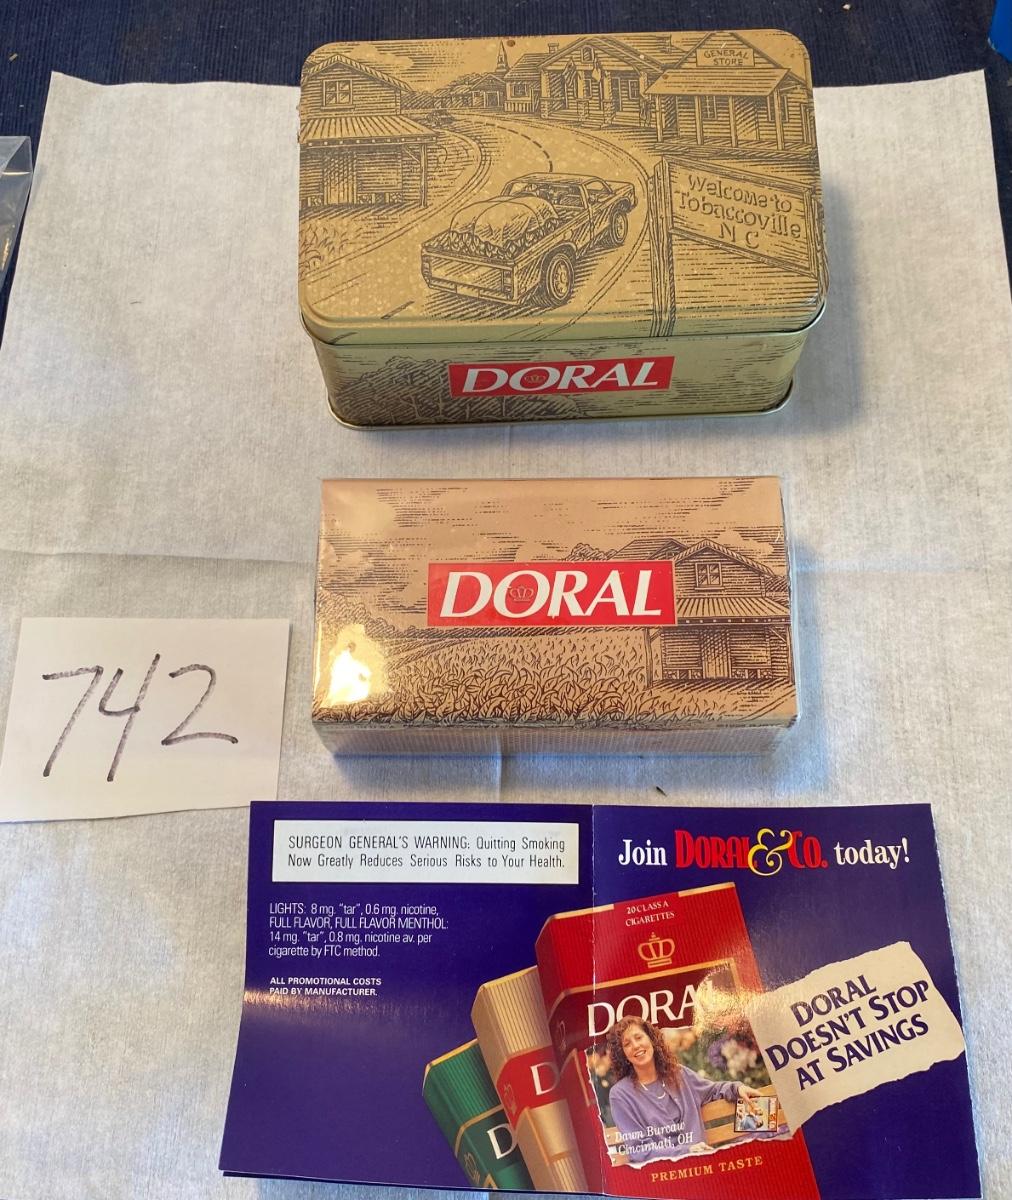 GENERAL
STORE
Welcome to
Tobaccoville
N C
DORAL
DORAL
742
SURGEON GENERAL'S WARNING: Quitting Smoking
Now Greatly Reduces Serious Risks to Your Health.
LIGHTS: 8 mg. "tar", 0.6 mg. nicotine,
FULL FLAVOR, FULL FLAVOR MENTHOL:
14 mg. "tar", 0.8 mg. nicotine av. per
cigarette by FTC method.
ALL PROMOTIONAL COSTS
PAID BY MANUFACTURER.
Join DORAL & CO. today!
20 CLASS A
CIGARETTES
DORAL
DORAL
DOESN'T STOP
AT SAVINGS
D
D
Dawn Burcaw
Cincinnati, OH
PREMIUM TASTE